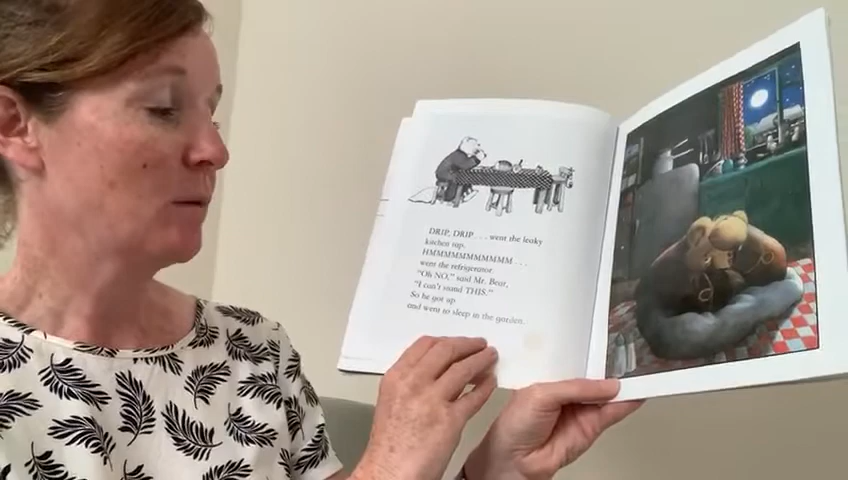 DRIP, DRIP . . . went the leaky
kitchen tap.
HMMMMMMMMMMM . . .
went the refrigerator.
"Oh NO," said Mr. Bear,
"I can't stand THIS."
So he got up
and went to sleep in the garden.